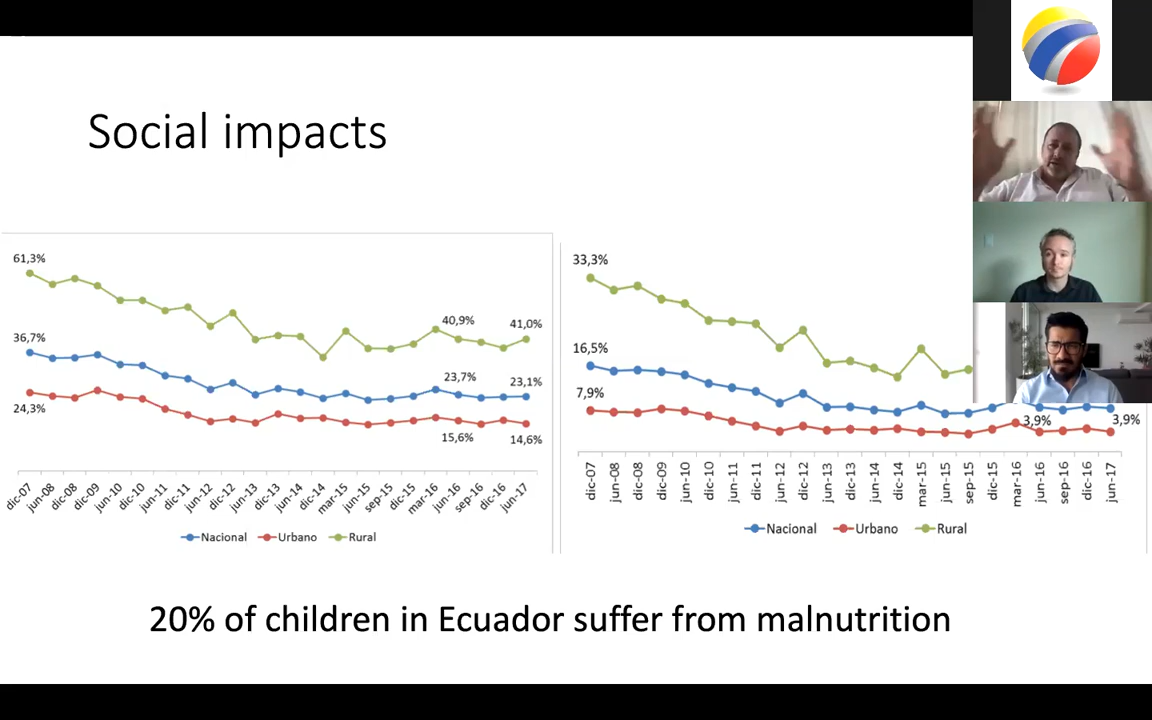 Social impacts
61,3%
36,7%
24,3%
40,9%
41,0%
23,7%
23,1%
15,6%
14,6%
dic-07 jun-08 dic-08 dic-09 jun-10 dic-10 jun-11 dic-11 jun-12 dic-12 jun-13 dic-13 jun-14 dic-14 mar-15 jun-15 sep-15 dic-15 mar-16 jun-16 sep-16 dic-16 jun-17
Nacional Urbano Rural
33,3%
16,5%
7,9%
3,9%
3,9%
dic-07 jun-08 dic-08 dic-09 jun-10 dic-10 jun-11 dic-11 jun-12 dic-12 jun-13 dic-13 jun-14 dic-14 mar-15 jun-15 sep-15 dic-15 mar-16 jun-16 sep-16 dic-16 jun-17
Nacional Urbano Rural
20% of children in Ecuador suffer from malnutrition